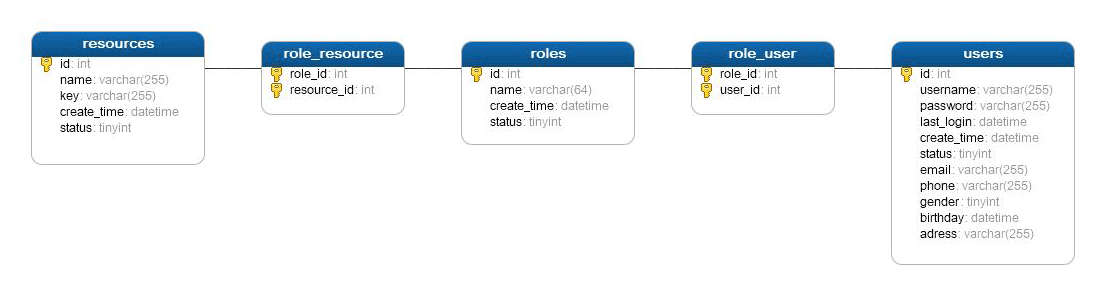 resources
id: int
name: varchar(255)
key: varchar(255)
create_time: datetime
status: tinyint
role_resource
role_id: int
resource_id: int
roles
id: int
name: varchar(64)
create_time: datetime
status: tinyint
role_user
role_id: int
user_id: int
users
id: int
username: varchar(255)
password: varchar(255)
last_login: datetime
create_time: datetime
status: tinyint
email: varchar(255)
phone: varchar(255)
gender: tinyint
birthday: datetime
adress: varchar(255)